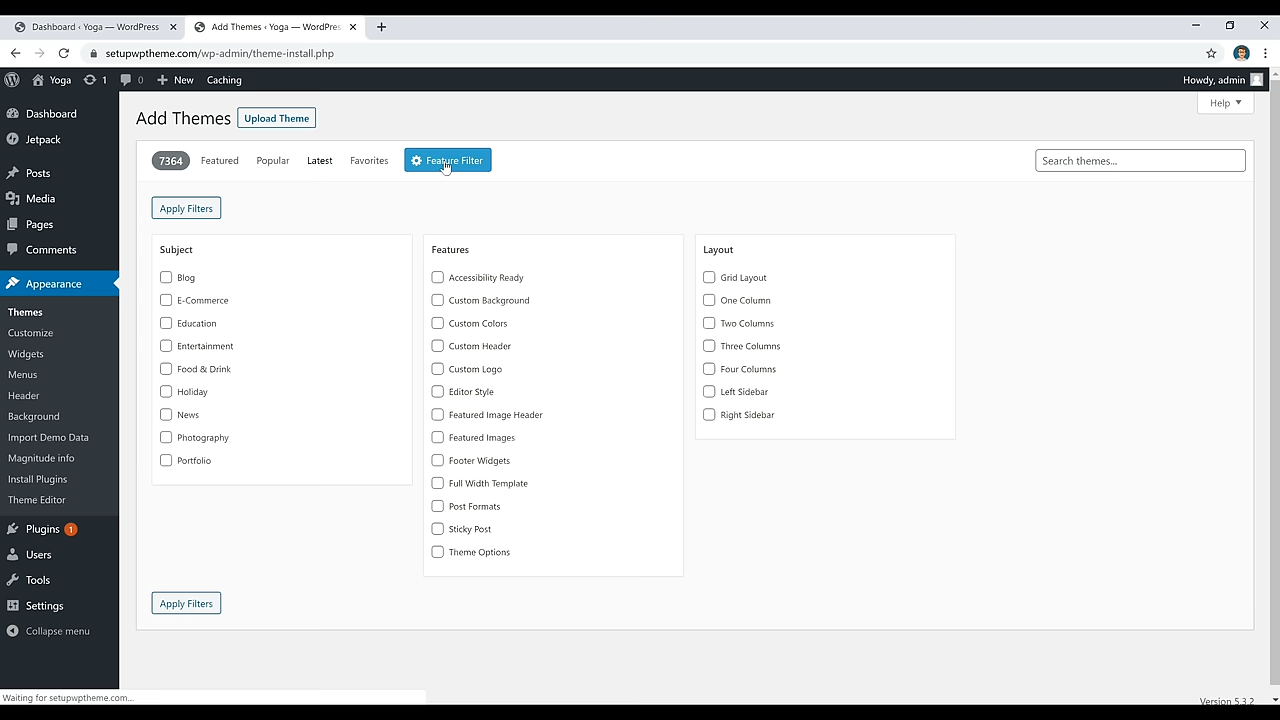 Dashboard ‹ Yoga — WordPress
Add Themes ‹ Yoga — WordPres
setupwptheme.com/wp-admin/theme-install.php
Yoga
1
0
New
Caching
Howdy, admin
Dashboard
Jetpack
Posts
Media
Pages
Comments
Appearance
Themes
Customize
Widgets
Menus
Header
Background
Import Demo Data
Magnitude info
Install Plugins
Theme Editor
Plugins 1
Users
Tools
Settings
Collapse menu
Help
Add Themes
Upload Theme
7364
Featured
Popular
Latest
Favorites
Feature Filter
Search themes...
Apply Filters
Subject
Blog
E-Commerce
Education
Entertainment
Food & Drink
Holiday
News
Photography
Portfolio
Features
Accessibility Ready
Custom Background
Custom Colors
Custom Header
Custom Logo
Editor Style
Featured Image Header
Featured Images
Footer Widgets
Full Width Template
Post Formats
Sticky Post
Theme Options
Layout
Grid Layout
One Column
Two Columns
Three Columns
Four Columns
Left Sidebar
Right Sidebar
Apply Filters
Waiting for setupwptheme.com...
Version 5.3.2